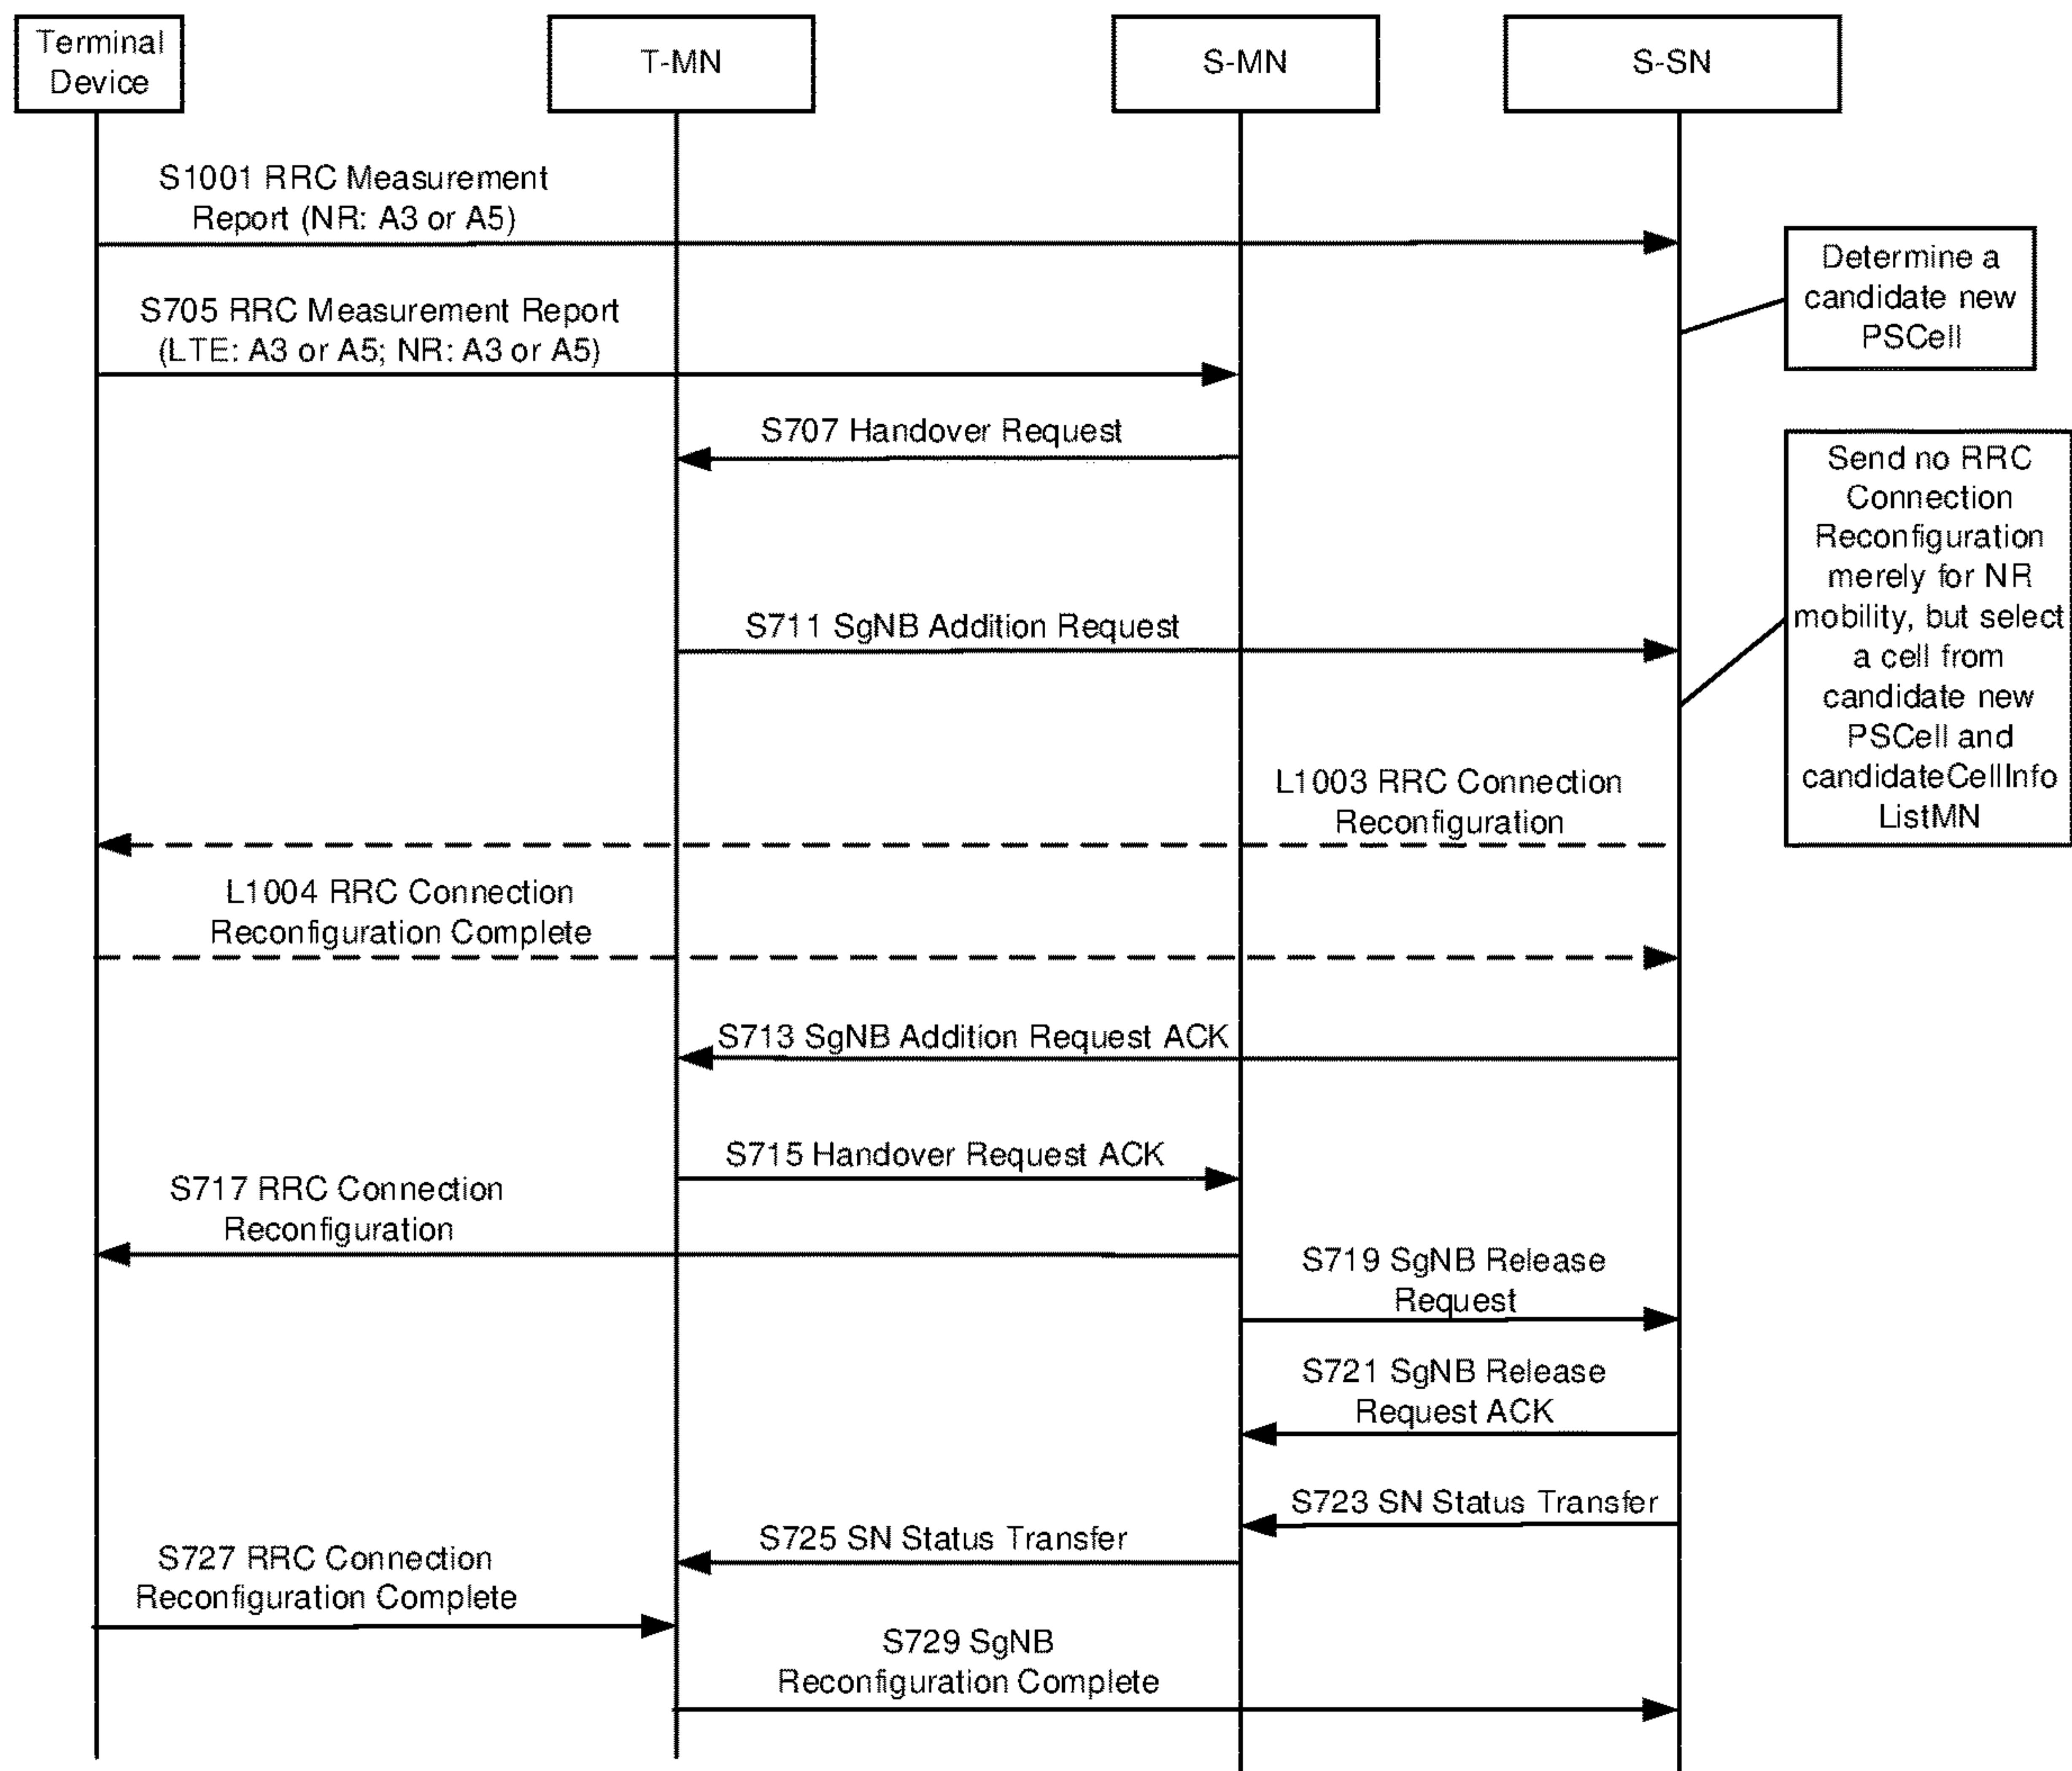 Terminal
Device
T-MN
S-MN
S-SN
S1001 RRC Measurement
Report (NR: A3 or A5)
Determine a
candidate new
PSCell
S705 RRC Measurement Report
(LTE: A3 or A5; NR: A3 or A5)
S707 Handover Request
Send no RRC
Connection
Reconfiguration
merely for NR
mobility, but select
a cell from
candidate new
PSCell and
candidateCellInfo
ListMN
S711 SgNB Addition Request
L1003 RRC Connection
Reconfiguration
L1004 RRC Connection
Reconfiguration Complete
S713 SgNB Addition Request ACK
S715 Handover Request ACK
S717 RRC Connection
Reconfiguration
S719 SgNB Release
Request
S721 SgNB Release
Request ACK
S723 SN Status Transfer
S725 SN Status Transfer
S727 RRC Connection
Reconfiguration Complete
S729 SgNB
Reconfiguration Complete